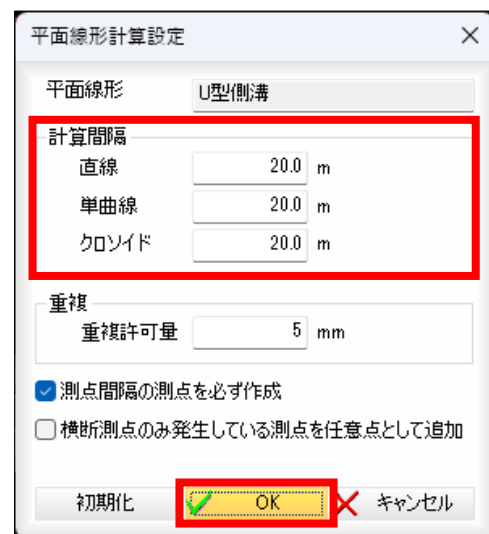 平面線形計算設定
平面線形 U型側溝
計算間隔
直線 20.0 m
単曲線 20.0 m
クロソイド 20.0 m
重複
重複許可量 5 mm
測点間隔の測点を必ず作成
横断測点のみ発生している測点を任意点として追加
初期化 OK キャンセル